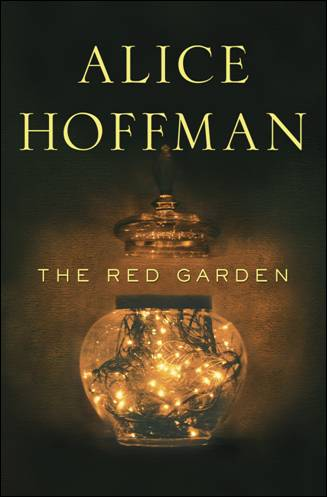 ALICE
HOFFMAN
THE RED GARDEN